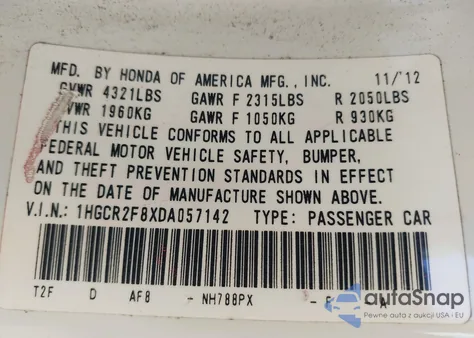 MFD. BY HONDA OF AMERICA MFG., INC. 11/'12
GVWR 4321LBS GAWR F 2315LBS R 2050LBS
GVWR 1960KG GAWR F 1050KG R 930KG
THIS VEHICLE CONFORMS TO ALL APPLICABLE
FEDERAL MOTOR VEHICLE SAFETY, BUMPER,
AND THEFT PREVENTION STANDARDS IN EFFECT
ON THE DATE OF MANUFACTURE SHOWN ABOVE.
V.I.N.: 1HGCR2F8XDA057142 TYPE: PASSENGER CAR
T2F D AF8 - NH788PX - A
autaSnap
Pewne auta z aukcji USA - EU